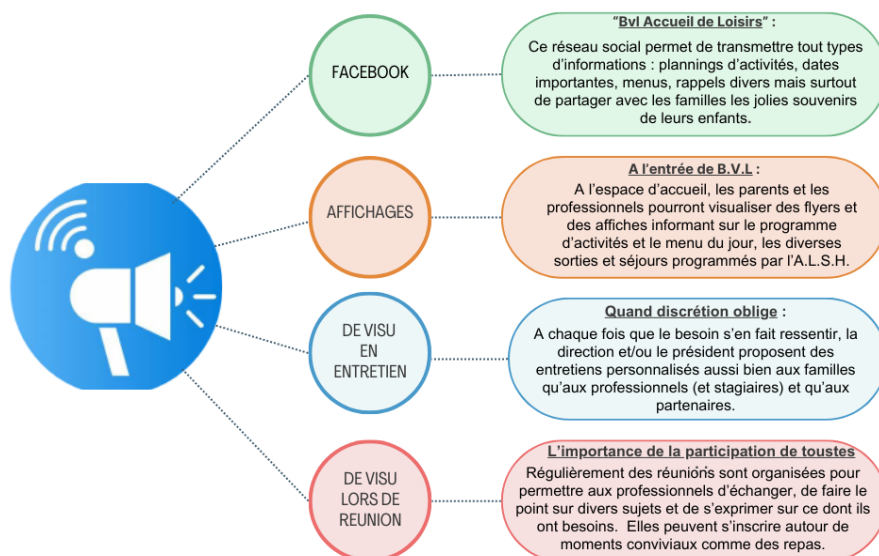 FACEBOOK
“Bvl Accueil de Loisirs” :
Ce réseau social permet de transmettre tout types
d’informations : plannings d’activités, dates
importantes, menus, rappels divers mais surtout
de partager avec les familles les jolies souvenirs
de leurs enfants.
AFFICHAGES
A l’entrée de B.V.L :
A l’espace d’accueil, les parents et les
professionnels pourront visualiser des flyers et
des affiches informant sur le programme
d’activités et le menu du jour, les diverses
sorties et séjours programmés par l’A.L.S.H.
DE VISU
EN
ENTRETIEN
Quand discrétion oblige :
A chaque fois que le besoin s’en fait ressentir, la
direction et/ou le président proposent des
entretiens personnalisés aussi bien aux familles
qu’aux professionnels (et stagiaires) et qu’aux
partenaires.
DE VISU
LORS DE
REUNION
L’importance de la participation de toustes
Régulièrement des réunions sont organisées pour
permettre aux professionnels d’échanger, de faire le
point sur divers sujets et de s’exprimer sur ce dont ils
ont besoins. Elles peuvent s’inscrire autour de
moments conviviaux comme des repas.